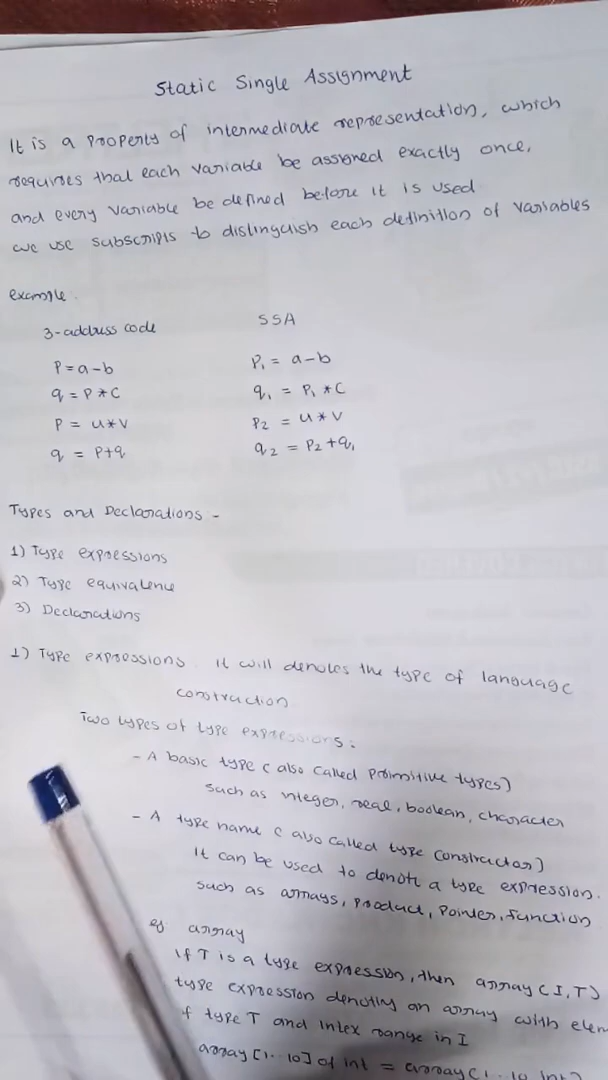 Static Single Assignment
It is a property of intermediate representation, which
requires that each variable be assigned exactly once,
and every variable be defined before it is used
we use subscripts to distinguish each definition of variables
example.
3-address code SSA
P = a-b P1 = a-b
q = P*C q1 = P1 *C
P = u*v P2 = u*v
q = P+q q2 = P2+q1
Types and Declarations -
1) Type expressions
2) Type equivalence
3) Declarations
1) Type expressions. it will denotes the type of language
construction
Two types of type expressions:
- A basic type (also called primitive types)
such as integer, real, boolean, character
- A type name (also called type constructor)
it can be used to denote a type expression.
such as arrays, product, pointer, function
eg array
if T is a type expression, then array (I, T)
type expression denoting an array with elem
f type T and intex range in I
array [1..10] of int = array(1..10, int)